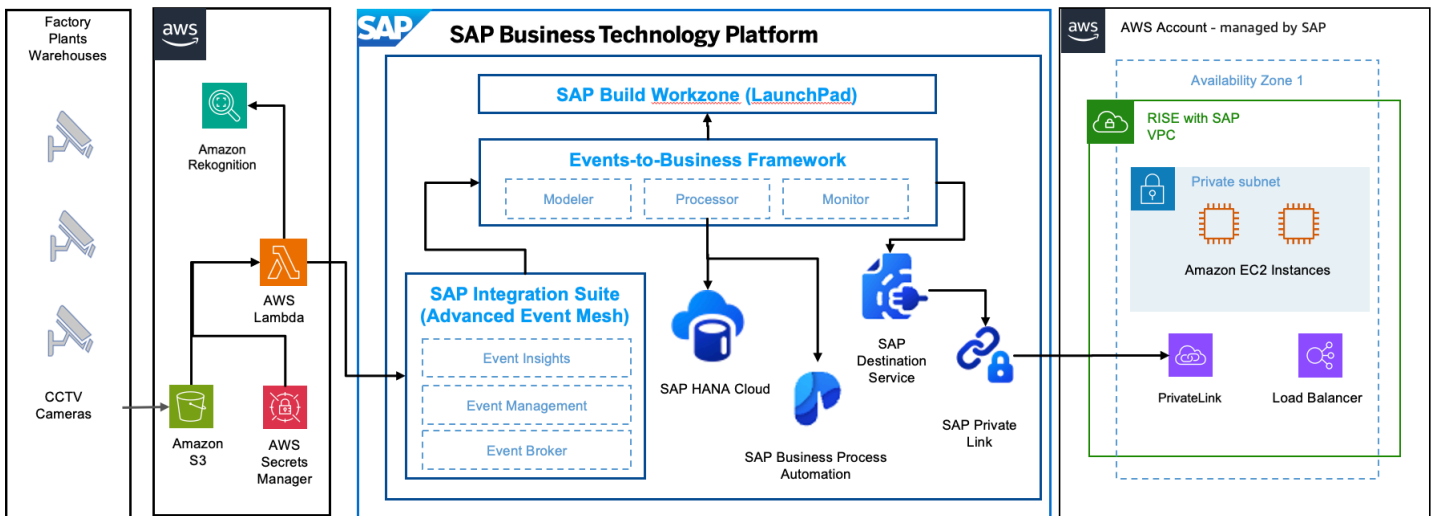 Factory
Plants
Warehouses
CCTV
Cameras
aws
Amazon
Rekognition
AWS
Lambda
Amazon
S3
AWS
Secrets
Manager
SAP
SAP Business Technology Platform
SAP Build Workzone (LaunchPad)
Events-to-Business Framework
Modeler
Processor
Monitor
SAP Integration Suite
(Advanced Event Mesh)
Event Insights
Event Management
Event Broker
SAP HANA Cloud
SAP Business Process
Automation
SAP
Destination
Service
SAP Private
Link
aws
AWS Account - managed by SAP
Availability Zone 1
RISE with SAP
VPC
Private subnet
Amazon EC2 Instances
PrivateLink
Load Balancer